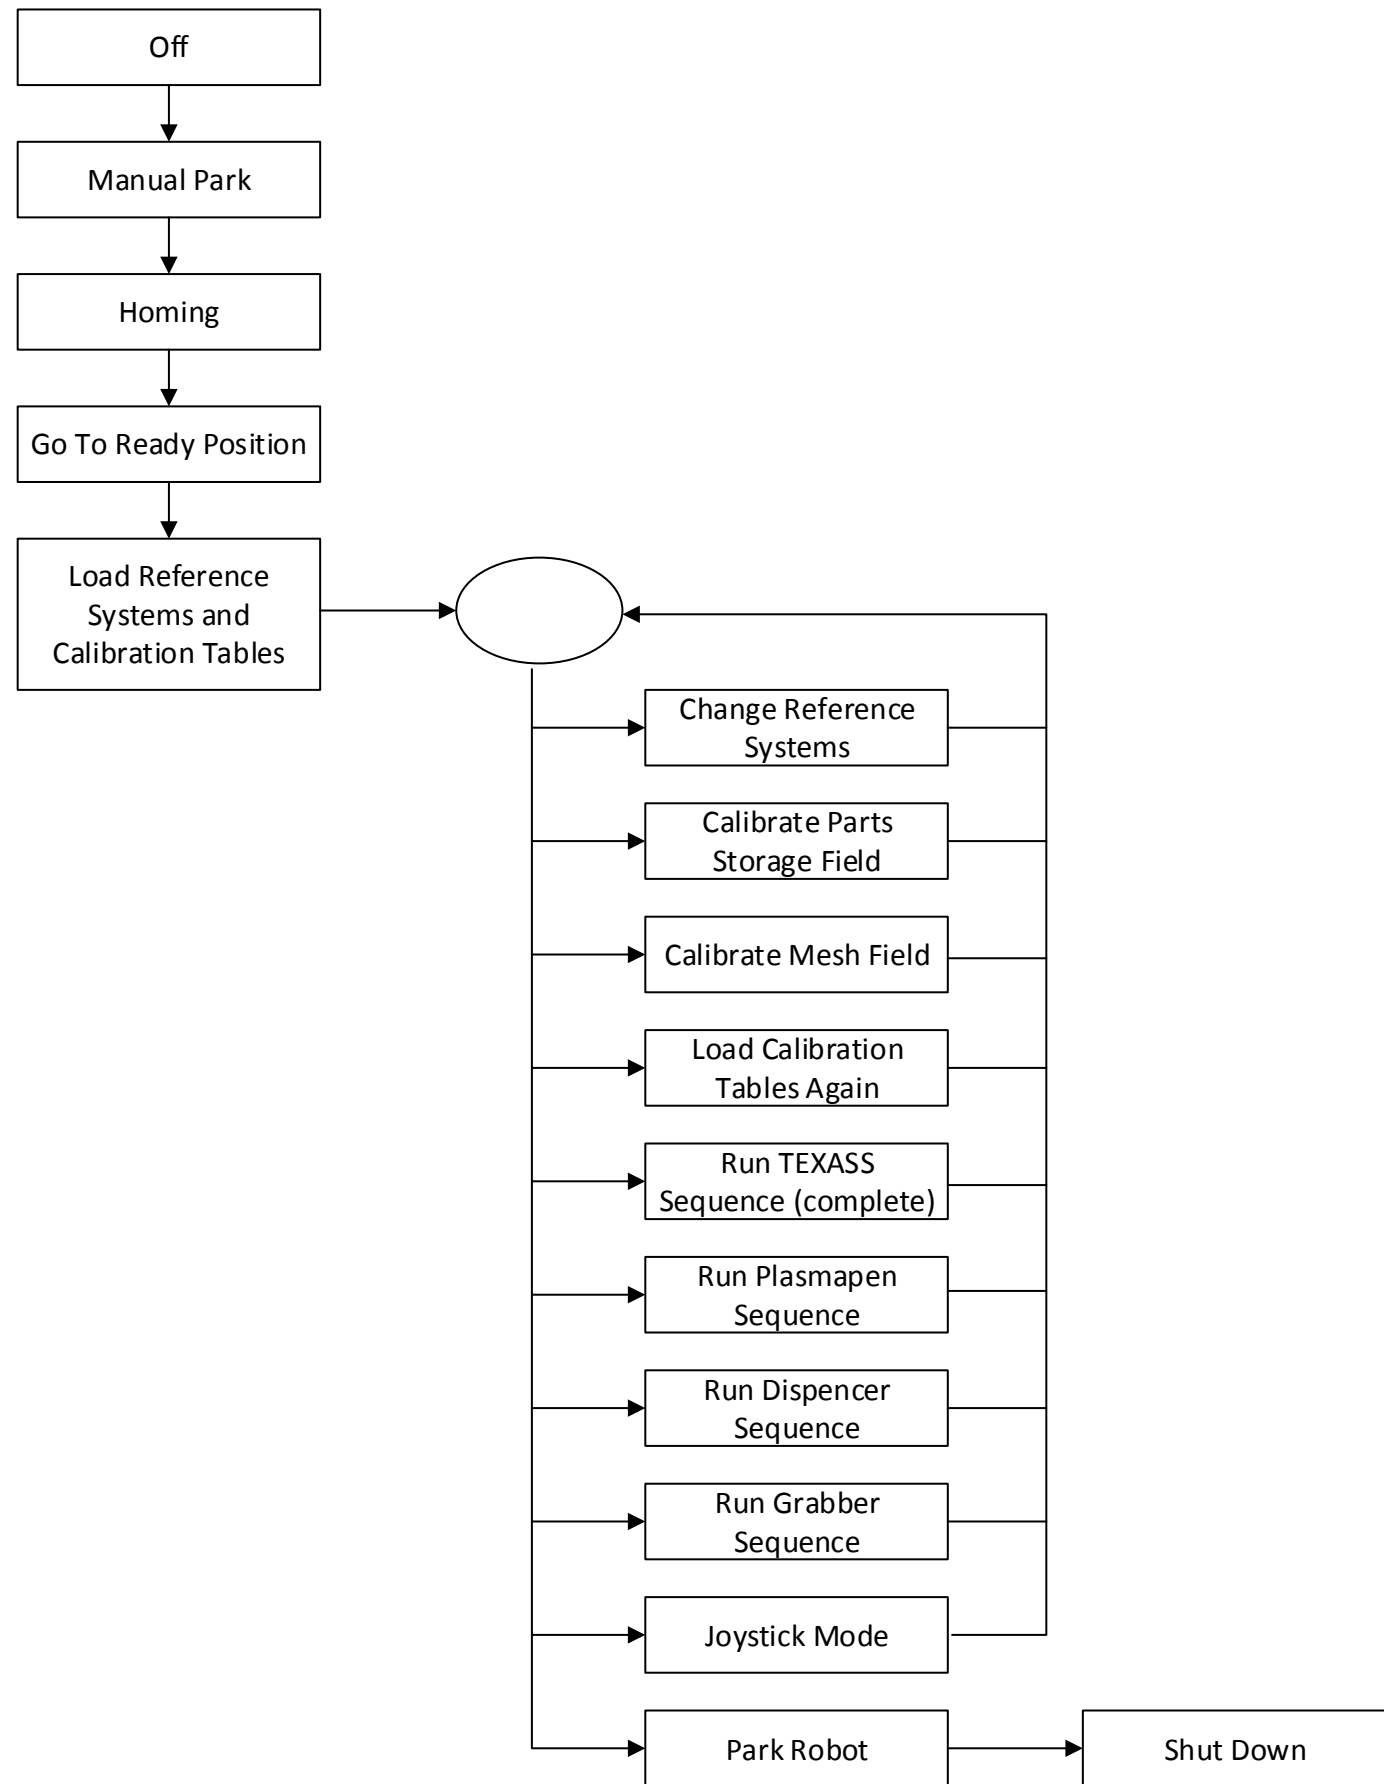 Off
Manual Park
Homing
Go To Ready Position
Load Reference
Systems and
Calibration Tables
Change Reference
Systems
Calibrate Parts
Storage Field
Calibrate Mesh Field
Load Calibration
Tables Again
Run TEXASS
Sequence (complete)
Run Plasmapen
Sequence
Run Dispencer
Sequence
Run Grabber
Sequence
Joystick Mode
Park Robot
Shut Down